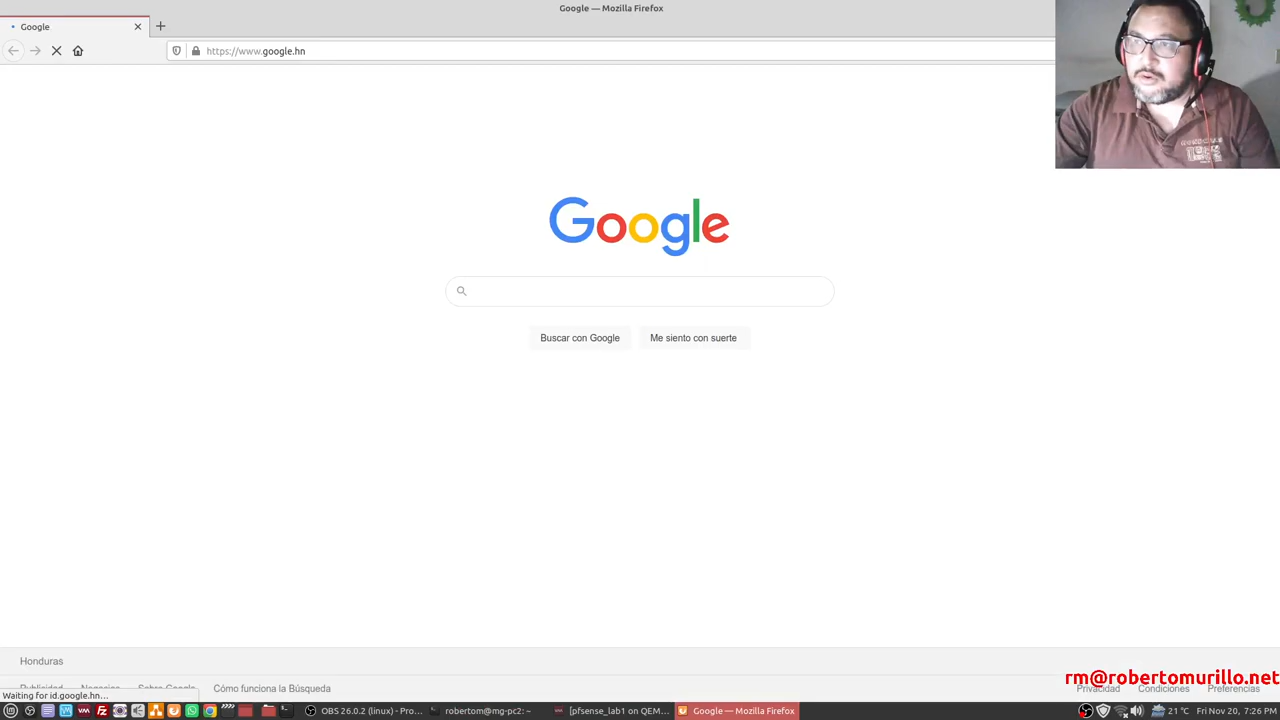 Google — Mozilla Firefox
Google
https://www.google.hn
Google
Buscar con Google
Me siento con suerte
Honduras
Publicidad Negocios Sobre Google Cómo funciona la Búsqueda
Privacidad Condiciones Preferencias
Waiting for id.google.hn…
rm@robertomurillo.net
OBS 26.0.2 (linux) - Pro...
robertom@mg-pc2: ~
[pfsense_lab1 on QEM...
Google — Mozilla Firefox
21 °C
Fri Nov 20, 7:26 PM